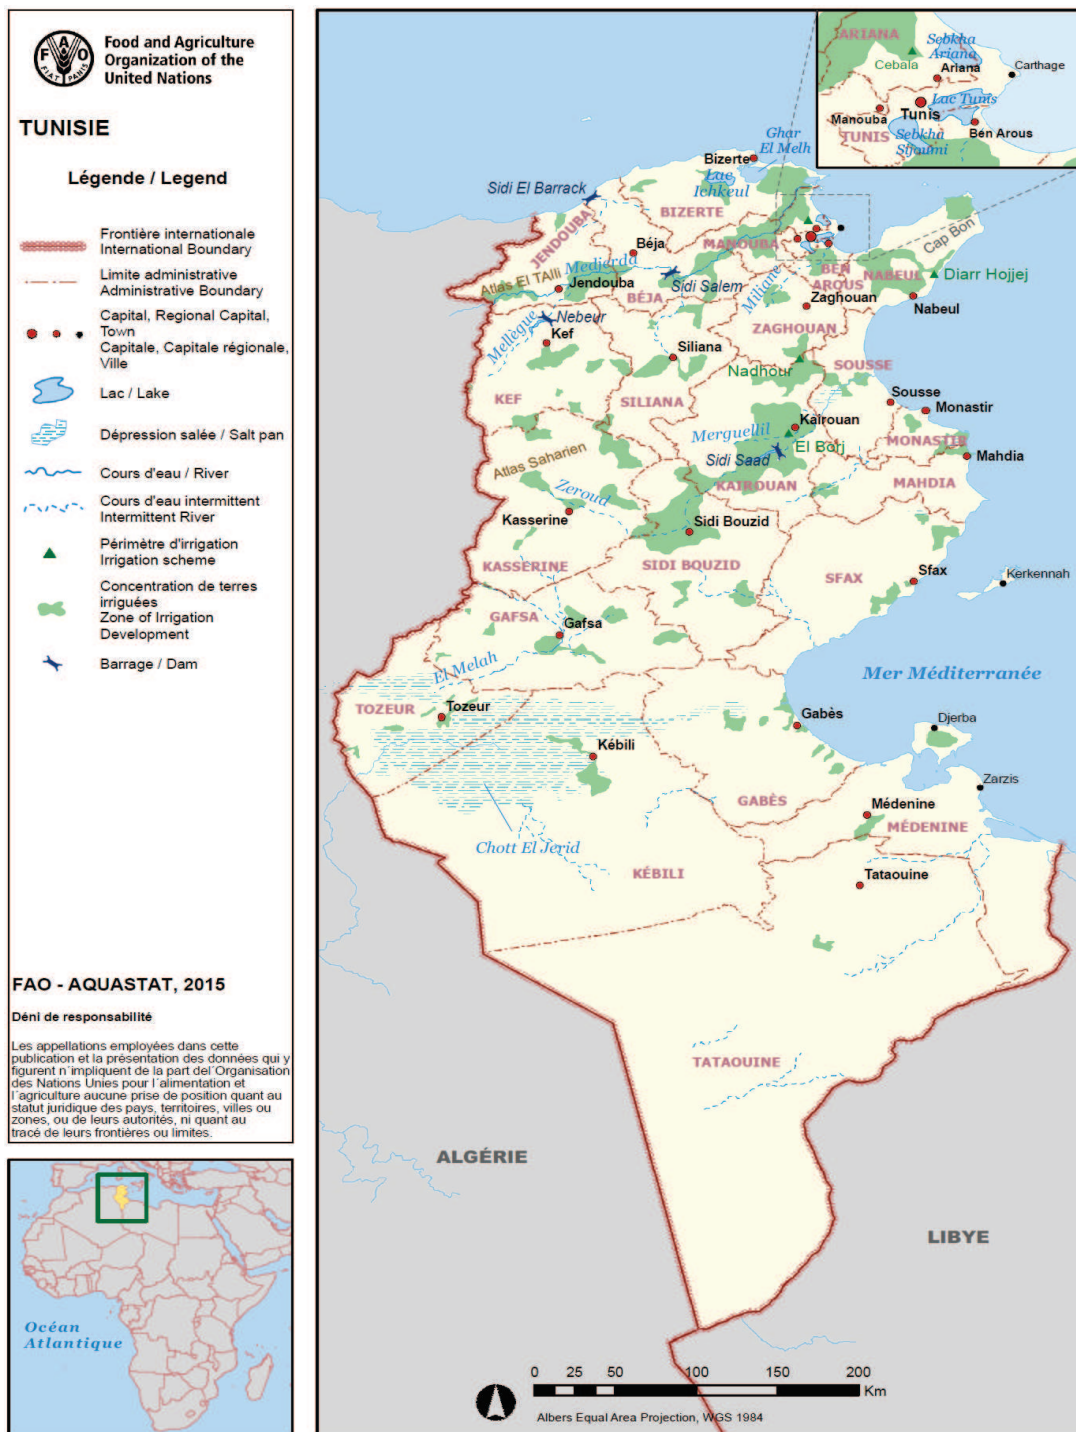 FAO
FIAT PANIS
Food and Agriculture
Organization of the
United Nations
TUNISIE
Légende / Legend
Frontière internationale
International Boundary
Limite administrative
Administrative Boundary
Capital, Regional Capital,
Town
Capitale, Capitale régionale,
Ville
Lac / Lake
Dépression salée / Salt pan
Cours d'eau / River
Cours d'eau intermittent
Intermittent River
Périmètre d'irrigation
Irrigation scheme
Concentration de terres
irriguées
Zone of Irrigation
Development
Barrage / Dam
FAO - AQUASTAT, 2015
Déni de responsabilité
Les appellations employées dans cette
publication et la présentation des données qui y
figurent n´impliquent de la part del´Organisation
des Nations Unies pour l´alimentation et
l´agriculture aucune prise de position quant au
statut juridique des pays, territoires, villes ou
zones, ou de leurs autorités, ni quant au
tracé de leurs frontières ou limites.
Océan
Atlantique
ARIANA
Sebkha
Ariana
Cebala
Ariana
Carthage
Lac Tunis
Manouba
Tunis
TUNIS
Sebkha
Sijoumi
Ben Arous
Ghar
El Melh
Bizerte
Lac
Ichkeul
Sidi El Barrack
BIZERTE
JENDOUBA
Béja
MANOUBA
Cap Bon
Medjerda
Atlas El TAlli
Jendouba
BÉJA
Sidi Salem
Miliane
BEN
AROUS
NABEUL
Diarr Hojjej
Zaghouan
Nabeul
Nebeur
Mellègue
Kef
ZAGHOUAN
Siliana
Nadhour
SOUSSE
KEF
SILIANA
Sousse
Monastir
Kairouan
Merguellil
El Borj
MONASTIR
Sidi Saad
Mahdia
Atlas Saharien
KAIROUAN
MAHDIA
Zeroud
Kasserine
Sidi Bouzid
KASSERINE
SIDI BOUZID
SFAX
Sfax
Kerkennah
GAFSA
Gafsa
El Melah
Mer Méditerranée
TOZEUR
Tozeur
Gabès
Djerba
Kébili
Zarzis
GABÈS
Médenine
MÉDENINE
Chott El Jerid
KÉBILI
Tataouine
TATAOUINE
ALGÉRIE
LIBYE
0 25 50 100 150 200
Km
Albers Equal Area Projection, WGS 1984